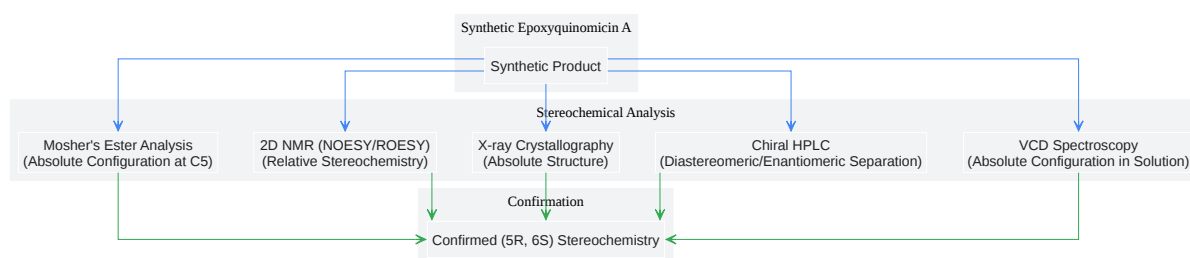 Synthetic Epoxyquinomicin A
Synthetic Product
Stereochemical Analysis
Mosher's Ester Analysis
(Absolute Configuration at C5)
2D NMR (NOESY/ROESY)
(Relative Stereochemistry)
X-ray Crystallography
(Absolute Structure)
Chiral HPLC
(Diastereomeric/Enantiomeric Separation)
VCD Spectroscopy
(Absolute Configuration in Solution)
Confirmation
Confirmed (5R, 6S) Stereochemistry